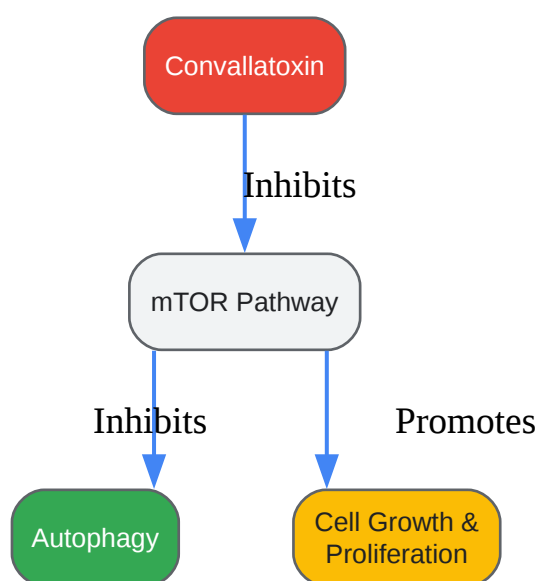 Convallatoxin
Inhibits
mTOR Pathway
Inhibits
Promotes
Autophagy
Cell Growth &
Proliferation